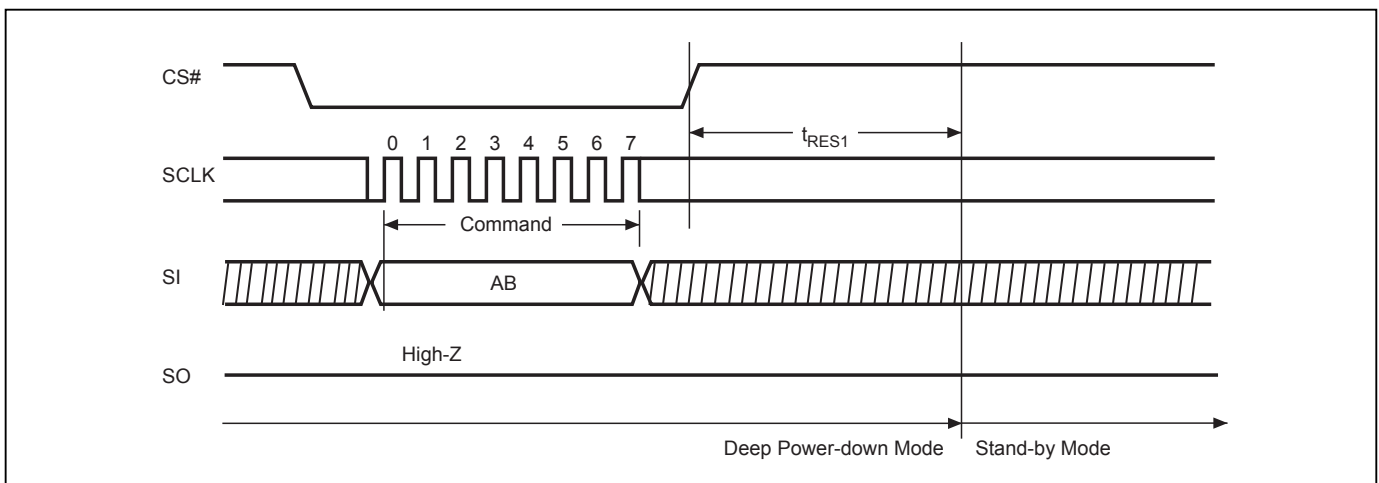 CS#
tRES1
0 1 2 3 4 5 6 7
SCLK
Command
SI
AB
High-Z
SO
Deep Power-down Mode Stand-by Mode